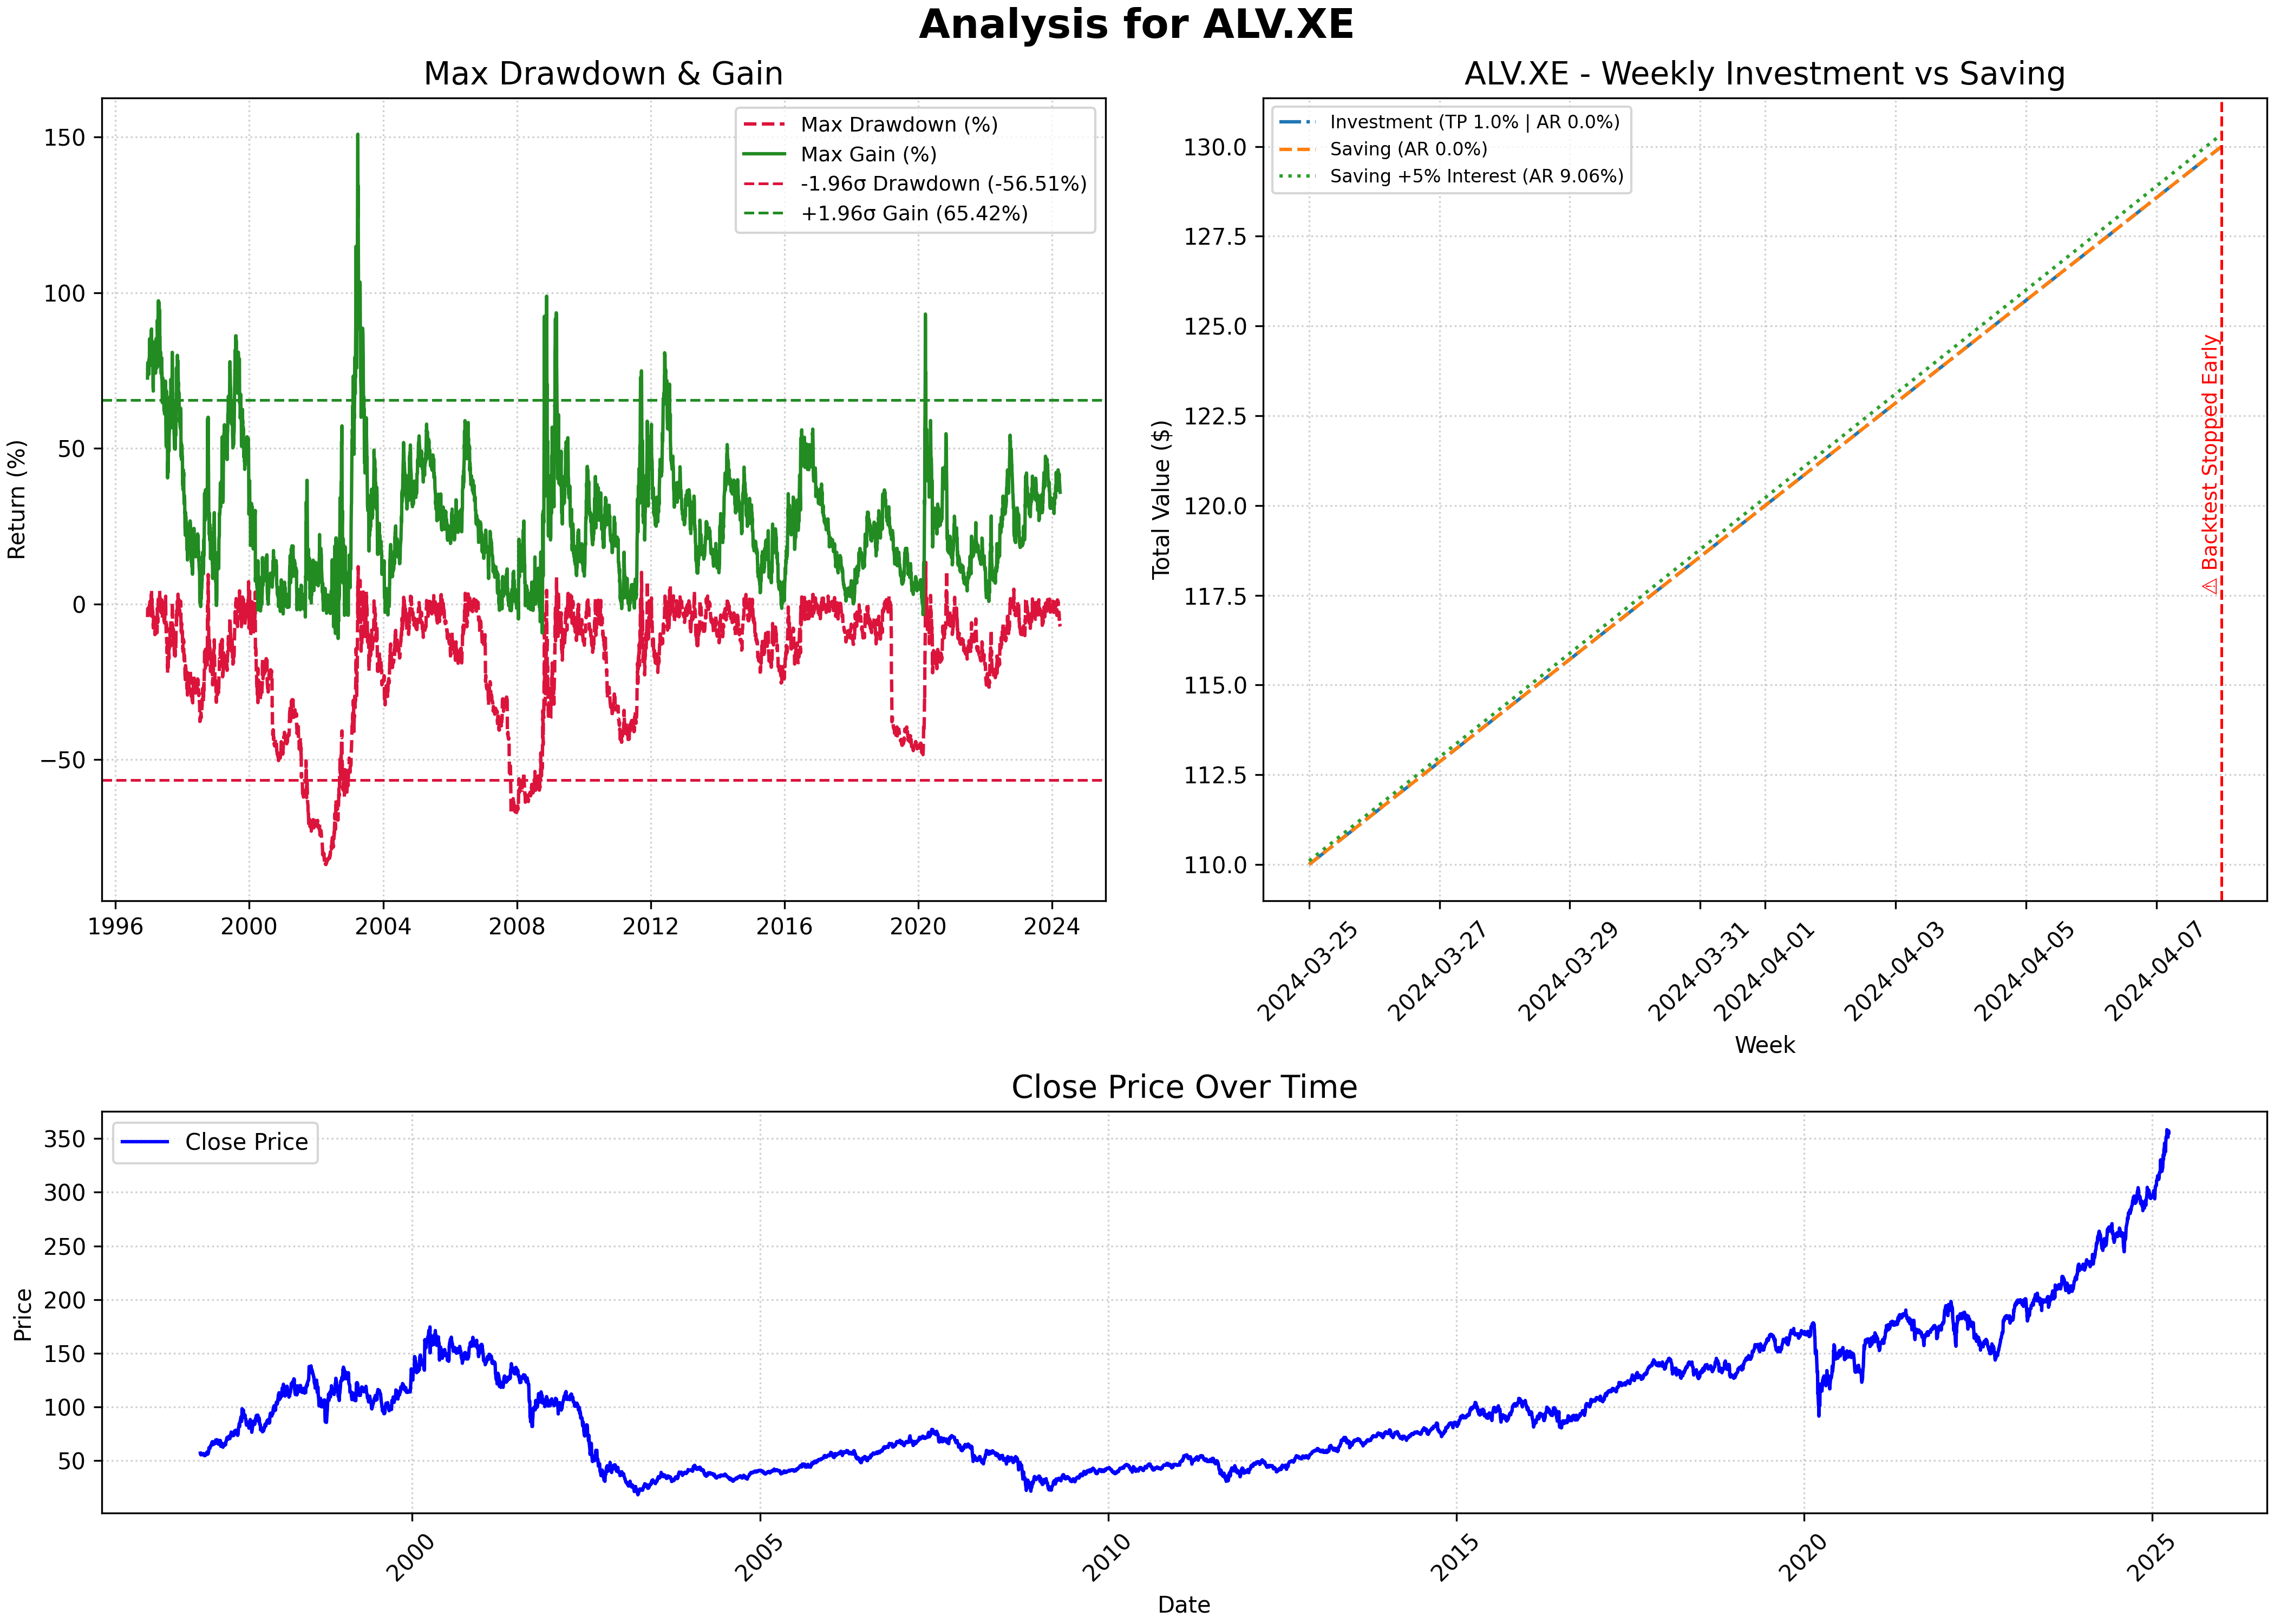 Analysis for ALV.XE
Max Drawdown & Gain
Return (%)
150
100
50
0
−50
1996
2000
2004
2008
2012
2016
2020
2024
Max Drawdown (%)
Max Gain (%)
-1.96σ Drawdown (-56.51%)
+1.96σ Gain (65.42%)
ALV.XE - Weekly Investment vs Saving
Total Value ($)
130.0
127.5
125.0
122.5
120.0
117.5
115.0
112.5
110.0
Investment (TP 1.0% | AR 0.0%)
Saving (AR 0.0%)
Saving +5% Interest (AR 9.06%)
⚠ Backtest Stopped Early
2024-03-25
2024-03-27
2024-03-29
2024-03-31
2024-04-01
2024-04-03
2024-04-05
2024-04-07
Week
Close Price Over Time
Price
350
300
250
200
150
100
50
Close Price
2000
2005
2010
2015
2020
2025
Date